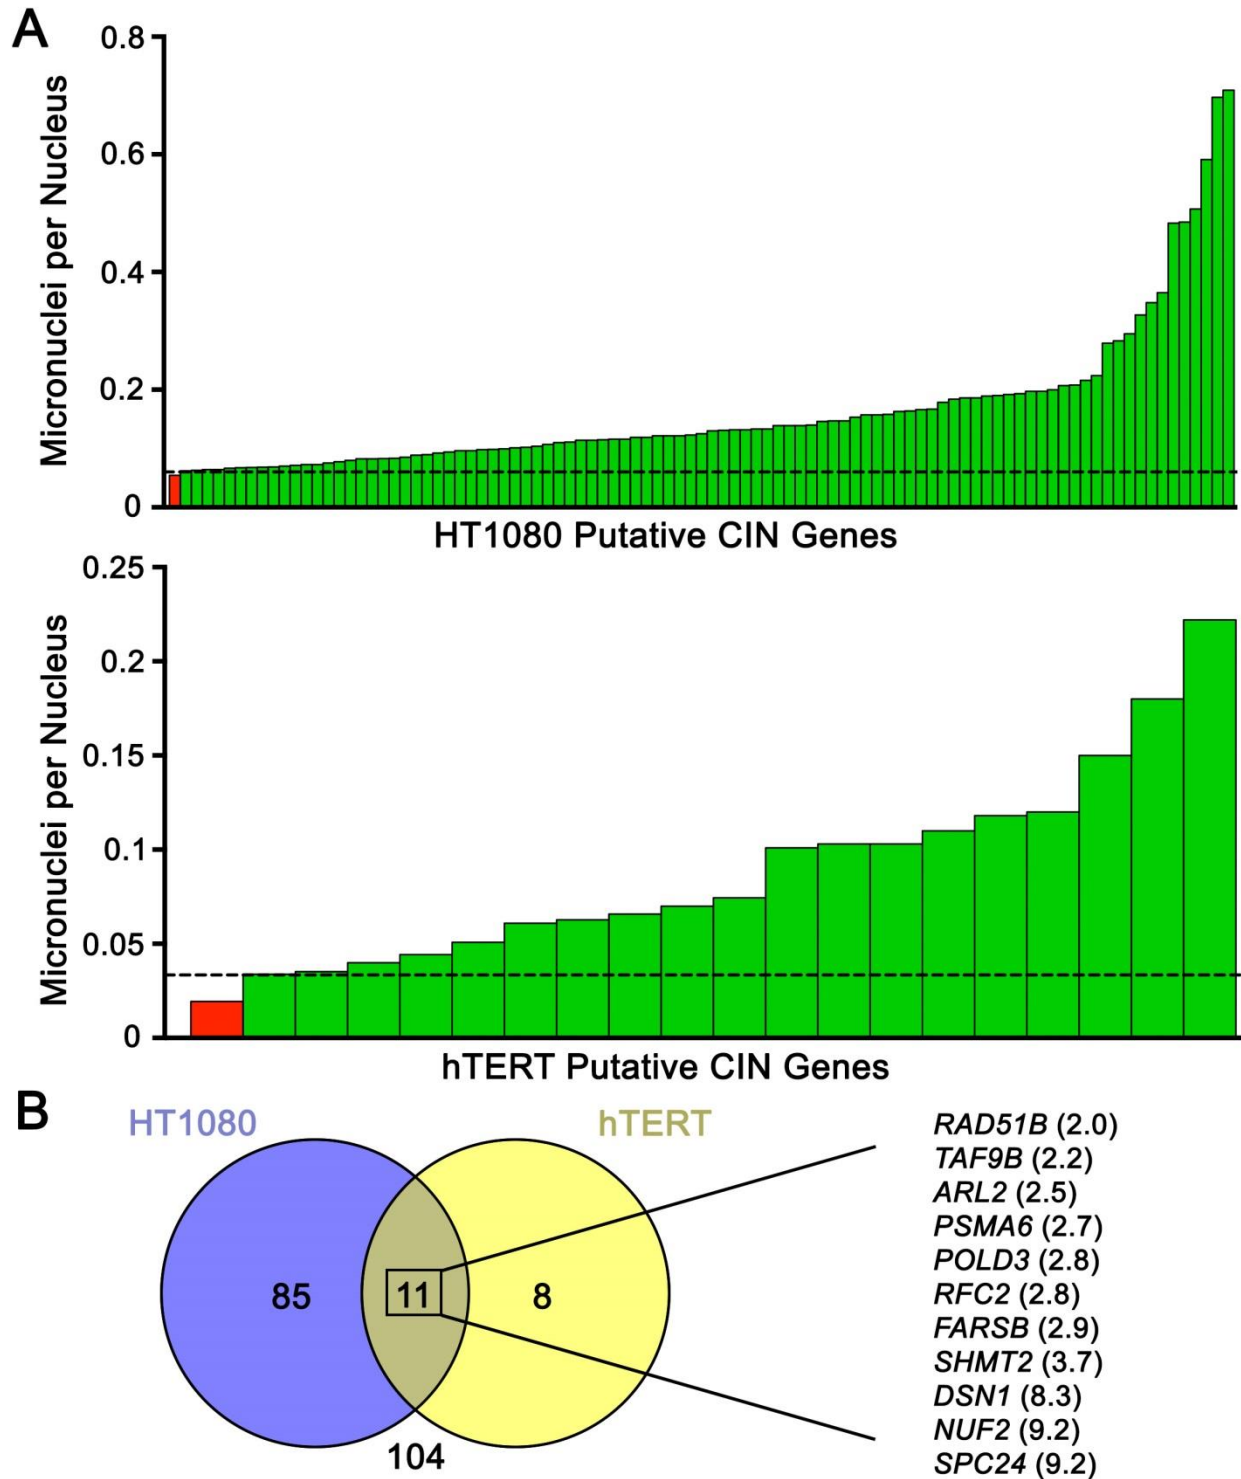 A
Micronuclei per Nucleus
0.8
0.6
0.4
0.2
0
HT1080 Putative CIN Genes
Micronuclei per Nucleus
0.25
0.2
0.15
0.1
0.05
0
hTERT Putative CIN Genes
B
HT1080
hTERT
85
11
8
104
RAD51B (2.0)
TAF9B (2.2)
ARL2 (2.5)
PSMA6 (2.7)
POLD3 (2.8)
RFC2 (2.8)
FARSB (2.9)
SHMT2 (3.7)
DSN1 (8.3)
NUF2 (9.2)
SPC24 (9.2)